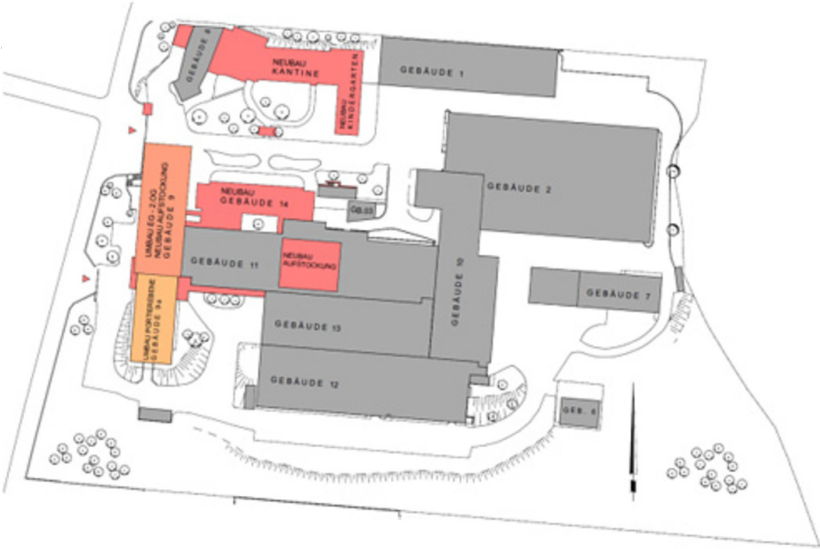 GEBÄUDE 8
NEUBAU
KANTINE
NEUBAU
KINDERGARTEN
GEBÄUDE 1
GEBÄUDE 2
UMBAU EG - 2.OG
NEUBAU AUFSTOCKUNG
GEBÄUDE 9
NEUBAU
GEBÄUDE 14
GB.03
GEBÄUDE 11
NEUBAU
AUFSTOCKUNG
GEBÄUDE 10
GEBÄUDE 7
UMBAU PORTIEREBENE
GEBÄUDE 9a
GEBÄUDE 13
GEBÄUDE 12
GEB. 6